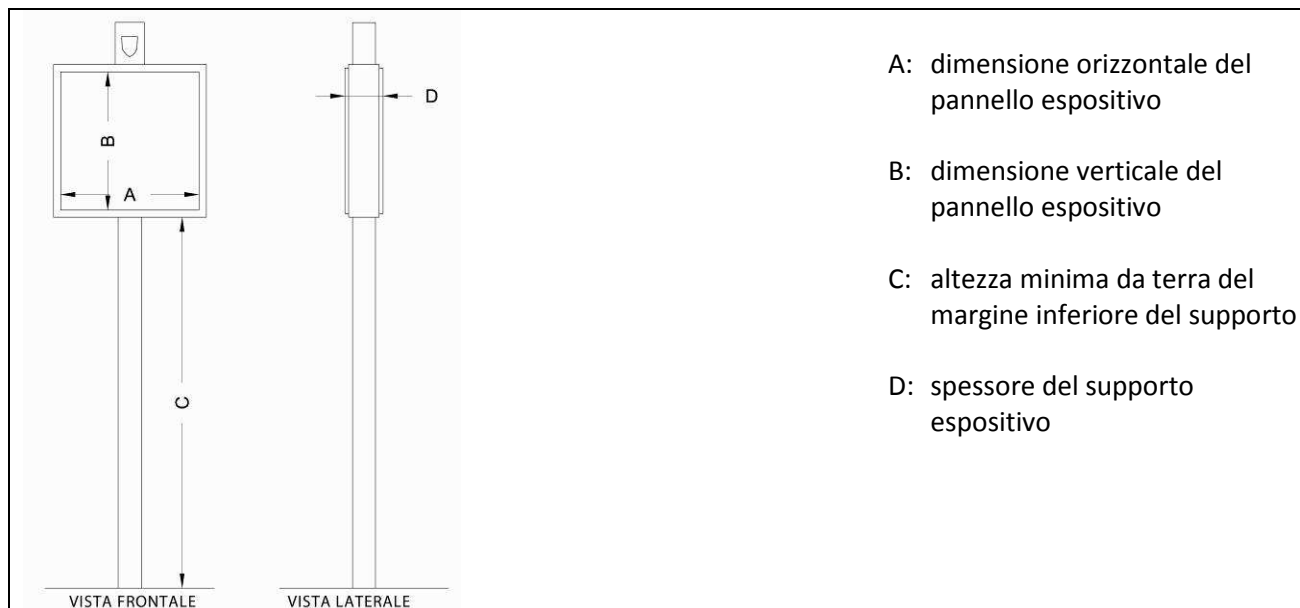 D
B
A
C
VISTA FRONTALE
VISTA LATERALE
A: dimensione orizzontale del
pannello espositivo
B: dimensione verticale del
pannello espositivo
C: altezza minima da terra del
margine inferiore del supporto
D: spessore del supporto
espositivo